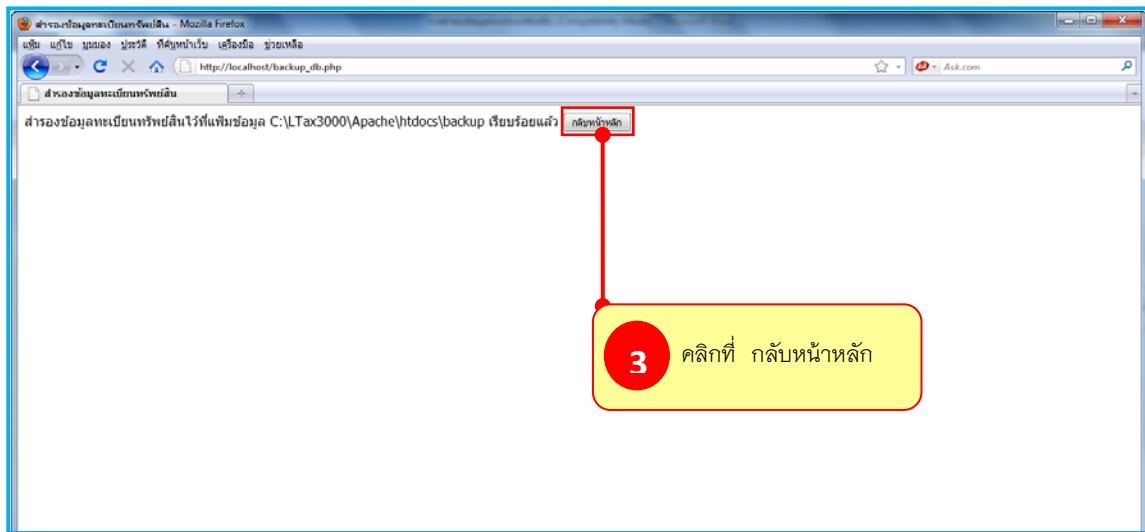 สำรองข้อมูลทะเบียนทรัพย์สิน - Mozilla Firefox
แฟ้ม แก้ไข มุมมอง ประวัติ ที่คั่นหน้าเว็บ เครื่องมือ ช่วยเหลือ
http://localhost/backup_db.php
Ask.com
สำรองข้อมูลทะเบียนทรัพย์สิน
สำรองข้อมูลทะเบียนทรัพย์สินไว้ที่แฟ้มข้อมูล C:\LTax3000\Apache\htdocs\backup เรียบร้อยแล้ว กลับหน้าหลัก
3 คลิกที่ กลับหน้าหลัก